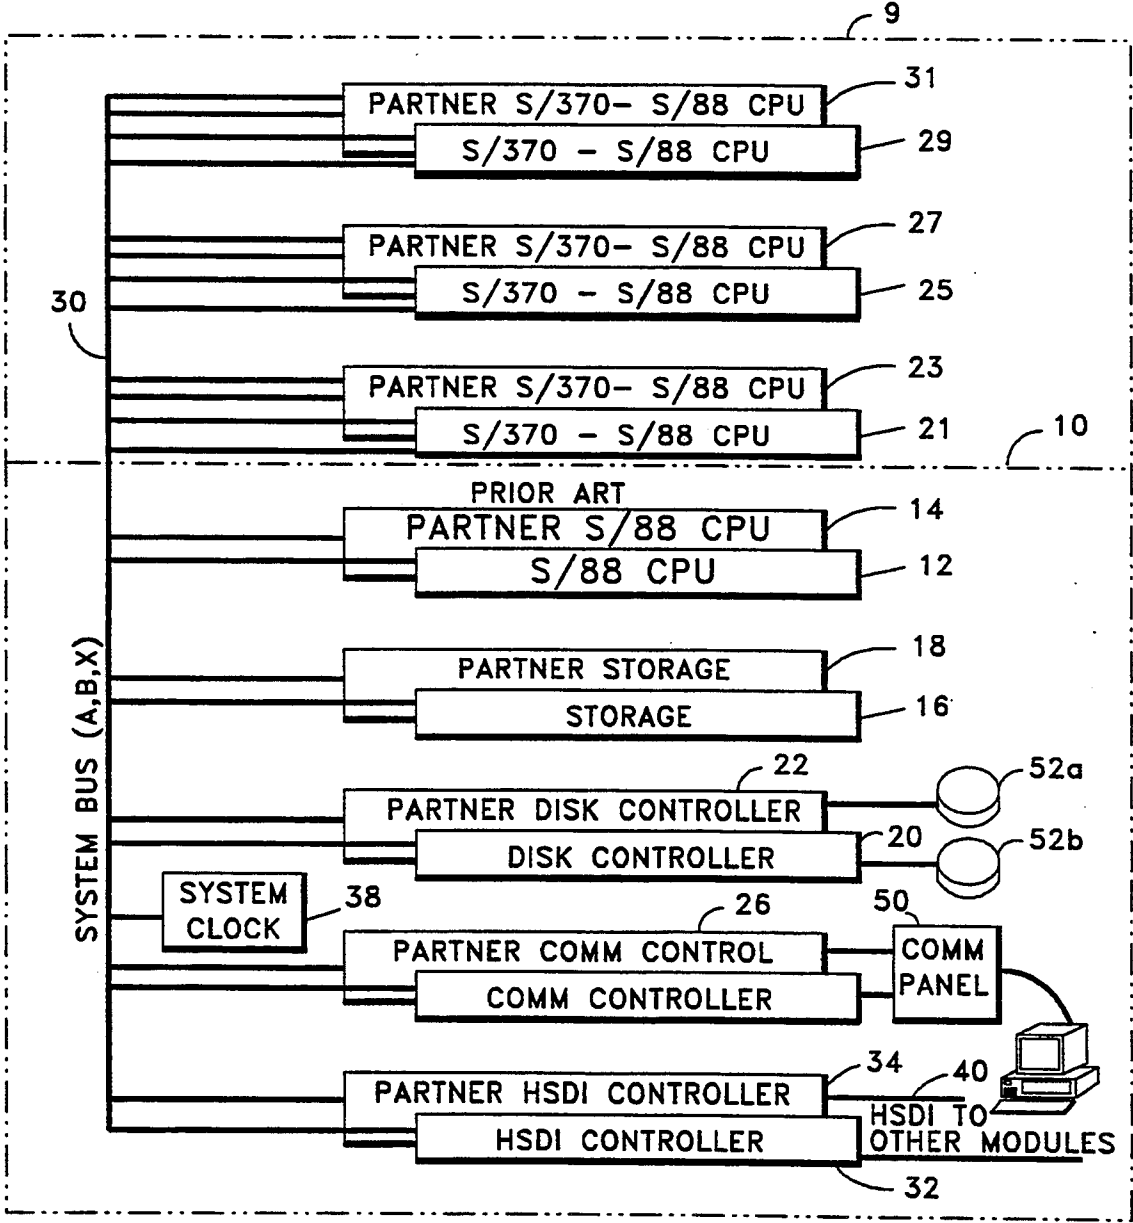 9
PARTNER S/370- S/88 CPU
31
S/370 - S/88 CPU
29
PARTNER S/370- S/88 CPU
27
S/370 - S/88 CPU
25
30
PARTNER S/370- S/88 CPU
23
S/370 - S/88 CPU
21
10
PRIOR ART
PARTNER S/88 CPU
14
S/88 CPU
12
PARTNER STORAGE
18
STORAGE
16
SYSTEM BUS (A,B,X)
22
PARTNER DISK CONTROLLER
52a
DISK CONTROLLER
20
52b
SYSTEM
CLOCK
38
26
PARTNER COMM CONTROL
COMM CONTROLLER
50
COMM
PANEL
PARTNER HSDI CONTROLLER
34
40
HSDI CONTROLLER
HSDI TO
OTHER MODULES
32